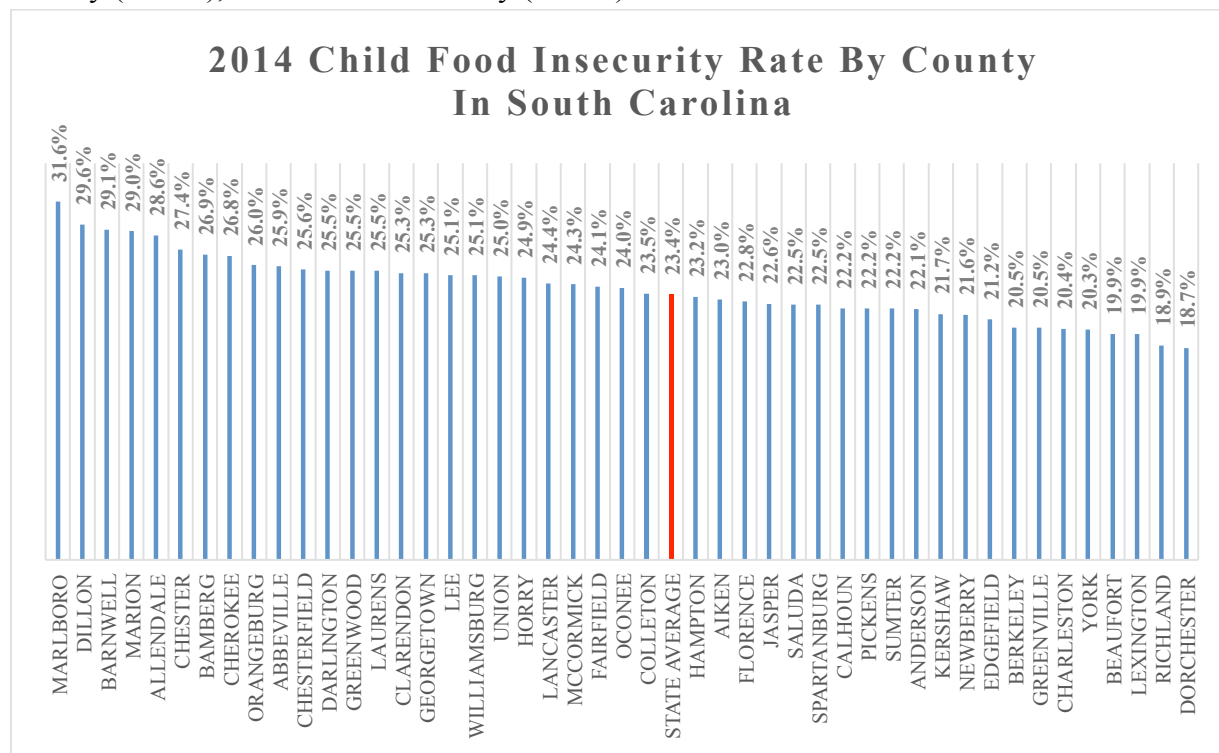 2014 Child Food Insecurity Rate By County
In South Carolina
31.6%
29.6%
29.1%
29.0%
28.6%
27.4%
26.9%
26.8%
26.0%
25.9%
25.6%
25.5%
25.5%
25.5%
25.3%
25.3%
25.1%
25.1%
25.0%
24.9%
24.4%
24.3%
24.1%
24.0%
23.5%
23.4%
23.2%
23.0%
22.8%
22.6%
22.5%
22.5%
22.2%
22.2%
22.2%
22.1%
21.7%
21.6%
21.2%
20.5%
20.5%
20.4%
20.3%
19.9%
19.9%
18.9%
18.7%
MARLBORO
DILLON
BARNWELL
MARION
ALLENDALE
CHESTER
BAMBERG
CHEROKEE
ORANGEBURG
ABBEVILLE
CHESTERFIELD
DARLINGTON
GREENWOOD
LAURENS
CLARENDON
GEORGETOWN
LEE
WILLIAMSBURG
UNION
HORRY
LANCASTER
MCCORMICK
FAIRFIELD
OCONEE
COLLETON
STATE AVERAGE
HAMPTON
AIKEN
FLORENCE
JASPER
SALUDA
SPARTANBURG
CALHOUN
PICKENS
SUMTER
ANDERSON
KERSHAW
NEWBERRY
EDGEFIELD
BERKELEY
GREENVILLE
CHARLESTON
YORK
BEAUFORT
LEXINGTON
RICHLAND
DORCHESTER